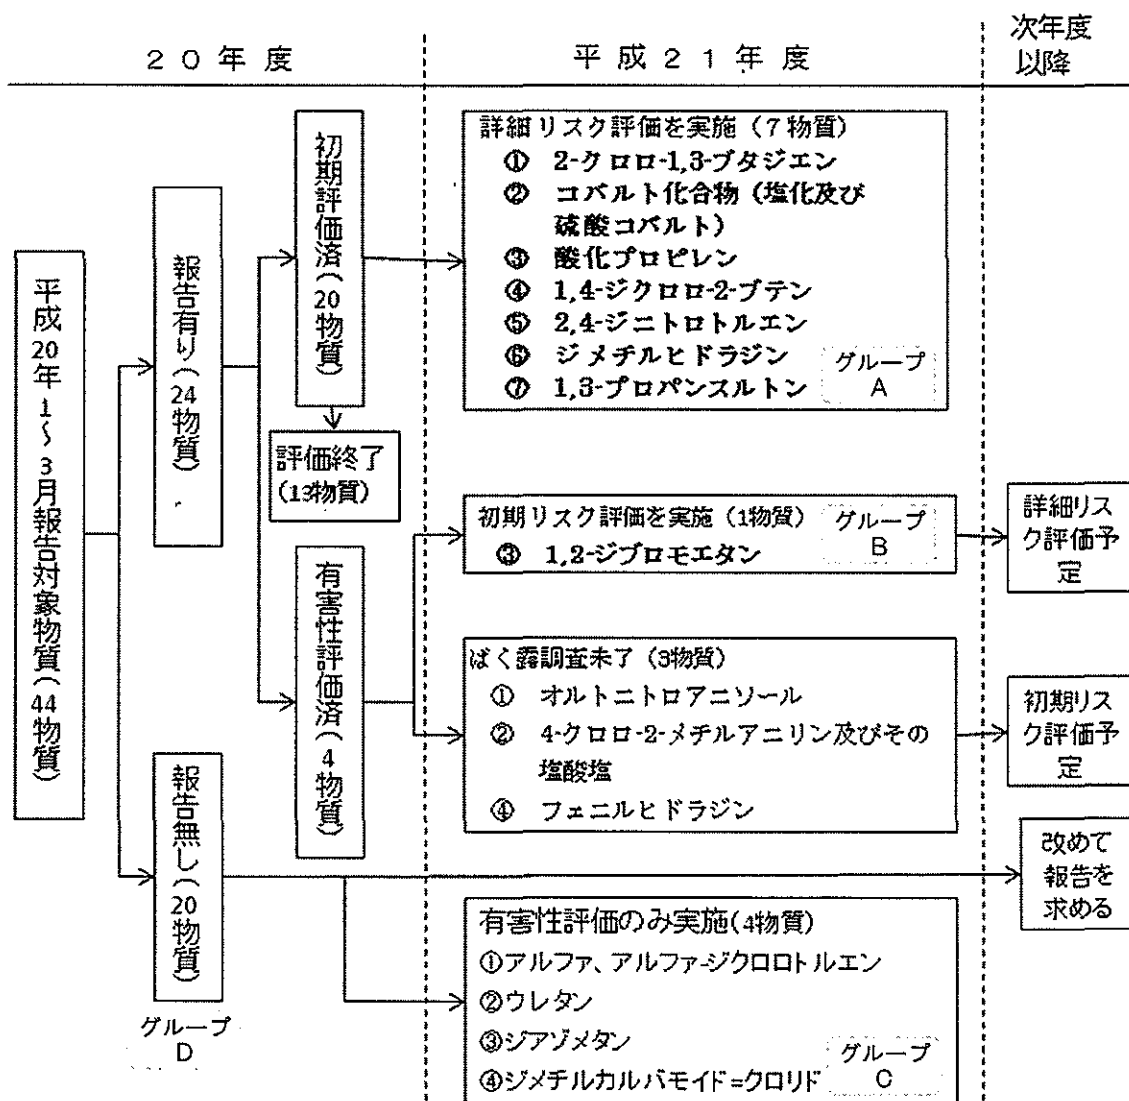 20年度
平成21年度
次年度
以降
平成20年1~3月報告対象物質(44物質)
報告有り(24物質)
初期評価済(20物質)
評価終了
(13物質)
有害性評価済(4物質)
報告無し(20物質)
グループ
D
詳細リスク評価を実施(7物質)
① 2-クロロ-1,3-ブタジエン
② コバルト化合物(塩化及び
硫酸コバルト)
③ 酸化プロピレン
④ 1,4-ジクロロ-2-ブテン
⑤ 2,4-ジニトロトルエン
⑥ ジメチルヒドラジン
⑦ 1,3-プロパンスルトン
グループ
A
初期リスク評価を実施(1物質)
③ 1,2-ジブロモエタン
グループ
B
詳細リス
ク評価予
定
ばく露調査未了(3物質)
① オルトニトロアニソール
② 4-クロロ-2-メチルアニリン及びその
塩酸塩
④ フェニルヒドラジン
初期リス
ク評価予
定
改めて
報告を
求める
有害性評価のみ実施(4物質)
①アルファ、アルファ-ジクロロトルエン
②ウレタン
③ジアゾメタン
④ジメチルカルバモイド=クロリド
グループ
C